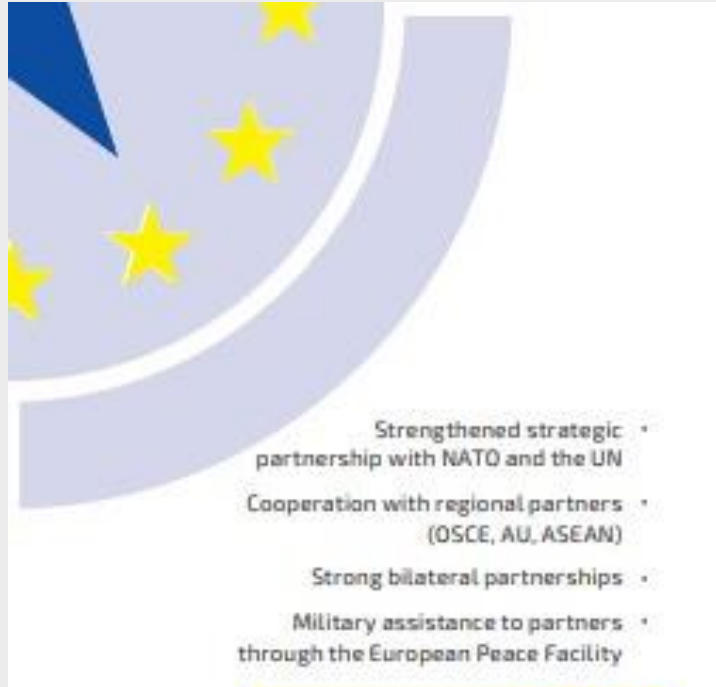 Strengthened strategic •
partnership with NATO and the UN
Cooperation with regional partners •
(OSCE, AU, ASEAN)
Strong bilateral partnerships •
Military assistance to partners •
through the European Peace Facility